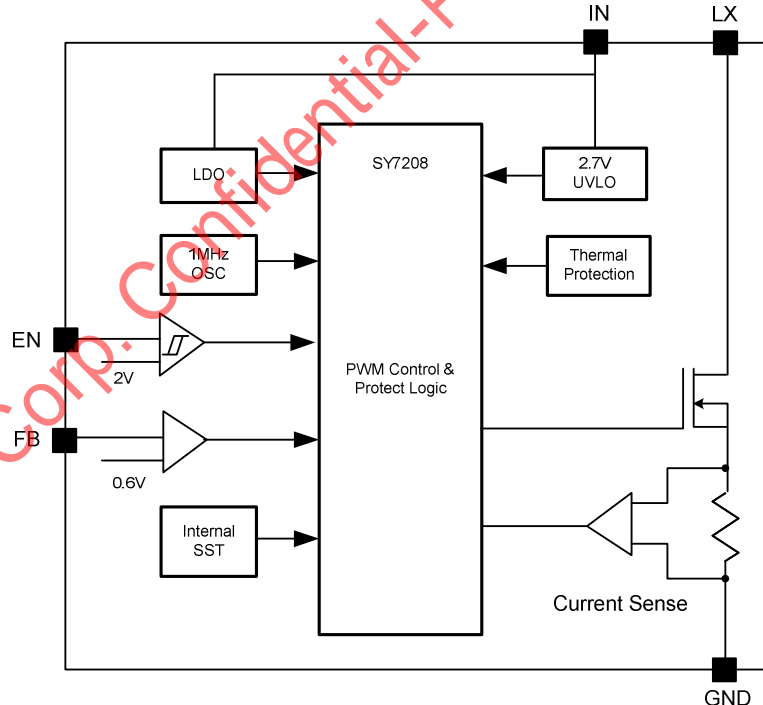 IN
LX
LDO
SY7208
2.7V
UVLO
1MHz
OSC
Thermal
Protection
EN
2V
PWM Control &
Protect Logic
FB
0.6V
Internal
SST
Current Sense
GND
Corp. Confidential-